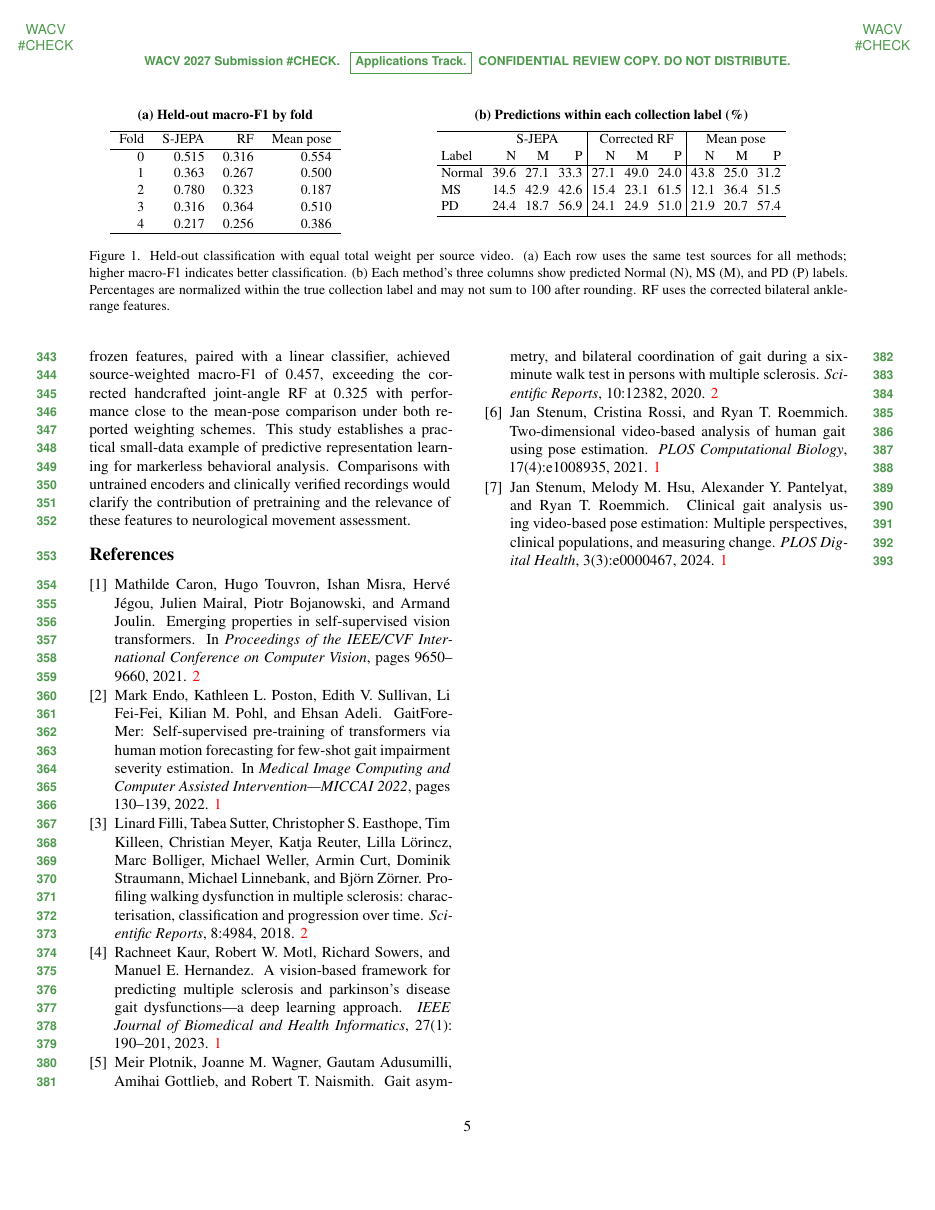 WACV
#CHECK
WACV
#CHECK
WACV 2027 Submission #CHECK. Applications Track. CONFIDENTIAL REVIEW COPY. DO NOT DISTRIBUTE.
(a) Held-out macro-F1 by fold
Fold S-JEPA RF Mean pose
0 0.515 0.316 0.554
1 0.363 0.267 0.500
2 0.780 0.323 0.187
3 0.316 0.364 0.510
4 0.217 0.256 0.386
(b) Predictions within each collection label (%)
S-JEPA Corrected RF Mean pose
Label N M P N M P N M P
Normal 39.6 27.1 33.3 27.1 49.0 24.0 43.8 25.0 31.2
MS 14.5 42.9 42.6 15.4 23.1 61.5 12.1 36.4 51.5
PD 24.4 18.7 56.9 24.1 24.9 51.0 21.9 20.7 57.4
Figure 1. Held-out classification with equal total weight per source video. (a) Each row uses the same test sources for all methods;
higher macro-F1 indicates better classification. (b) Each method's three columns show predicted Normal (N), MS (M), and PD (P) labels.
Percentages are normalized within the true collection label and may not sum to 100 after rounding. RF uses the corrected bilateral ankle-
range features.
343 frozen features, paired with a linear classifier, achieved
344 source-weighted macro-F1 of 0.457, exceeding the cor-
345 rected handcrafted joint-angle RF at 0.325 with perfor-
346 mance close to the mean-pose comparison under both re-
347 ported weighting schemes. This study establishes a prac-
348 tical small-data example of predictive representation learn-
349 ing for markerless behavioral analysis. Comparisons with
350 untrained encoders and clinically verified recordings would
351 clarify the contribution of pretraining and the relevance of
352 these features to neurological movement assessment.
353 References
354 [1] Mathilde Caron, Hugo Touvron, Ishan Misra, Hervé
355 Jégou, Julien Mairal, Piotr Bojanowski, and Armand
356 Joulin. Emerging properties in self-supervised vision
357 transformers. In Proceedings of the IEEE/CVF Inter-
358 national Conference on Computer Vision, pages 9650–
359 9660, 2021. 2
360 [2] Mark Endo, Kathleen L. Poston, Edith V. Sullivan, Li
361 Fei-Fei, Kilian M. Pohl, and Ehsan Adeli. GaitFore-
362 Mer: Self-supervised pre-training of transformers via
363 human motion forecasting for few-shot gait impairment
364 severity estimation. In Medical Image Computing and
365 Computer Assisted Intervention—MICCAI 2022, pages
366 130–139, 2022. 1
367 [3] Linard Filli, Tabea Sutter, Christopher S. Easthope, Tim
368 Killeen, Christian Meyer, Katja Reuter, Lilla Lörincz,
369 Marc Bolliger, Michael Weller, Armin Curt, Dominik
370 Straumann, Michael Linnebank, and Björn Zörner. Pro-
371 filing walking dysfunction in multiple sclerosis: charac-
372 terisation, classification and progression over time. Sci-
373 entific Reports, 8:4984, 2018. 2
374 [4] Rachneet Kaur, Robert W. Motl, Richard Sowers, and
375 Manuel E. Hernandez. A vision-based framework for
376 predicting multiple sclerosis and parkinson's disease
377 gait dysfunctions—a deep learning approach. IEEE
378 Journal of Biomedical and Health Informatics, 27(1):
379 190–201, 2023. 1
380 [5] Meir Plotnik, Joanne M. Wagner, Gautam Adusumilli,
381 Amihai Gottlieb, and Robert T. Naismith. Gait asym-
metry, and bilateral coordination of gait during a six- 382
minute walk test in persons with multiple sclerosis. Sci- 383
entific Reports, 10:12382, 2020. 2 384
[6] Jan Stenum, Cristina Rossi, and Ryan T. Roemmich. 385
Two-dimensional video-based analysis of human gait 386
using pose estimation. PLOS Computational Biology, 387
17(4):e1008935, 2021. 1 388
[7] Jan Stenum, Melody M. Hsu, Alexander Y. Pantelyat, 389
and Ryan T. Roemmich. Clinical gait analysis us- 390
ing video-based pose estimation: Multiple perspectives, 391
clinical populations, and measuring change. PLOS Dig- 392
ital Health, 3(3):e0000467, 2024. 1 393
5